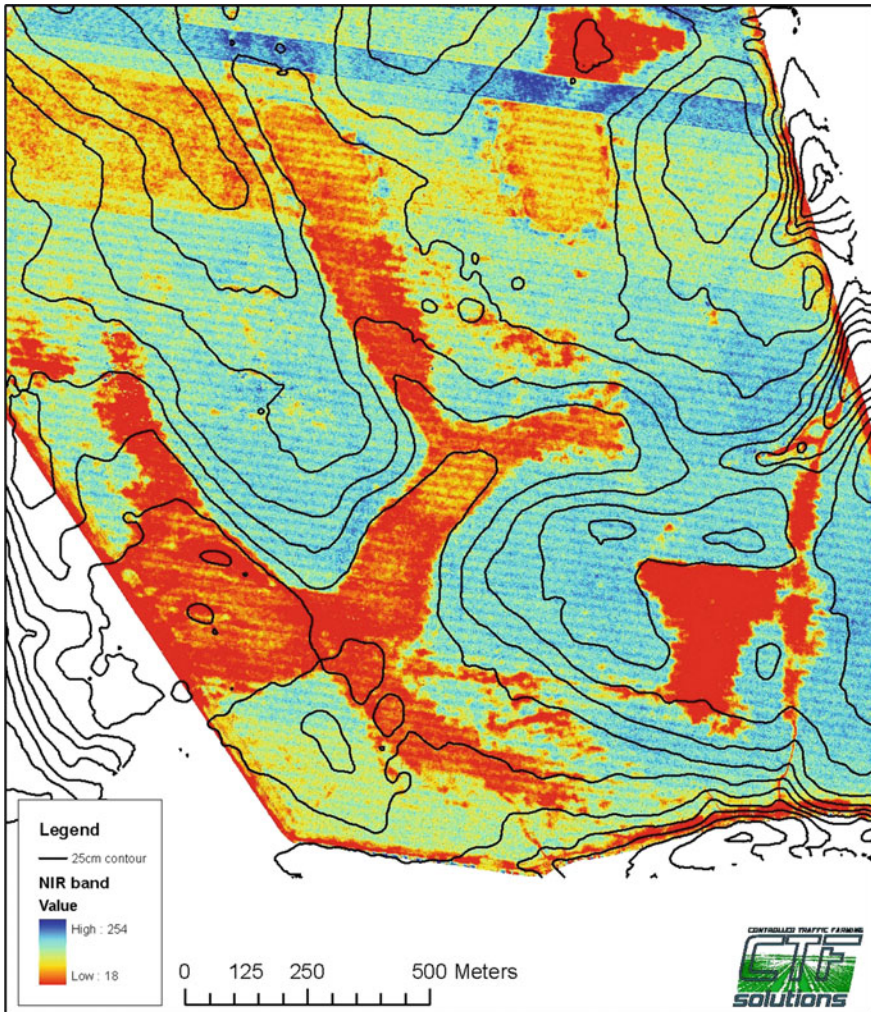 Legend
25cm contour
NIR band
Value
High : 254
Low : 18
0 125 250 500 Meters
CONTROLLED TRAFFIC FARMING
CTF
solutions